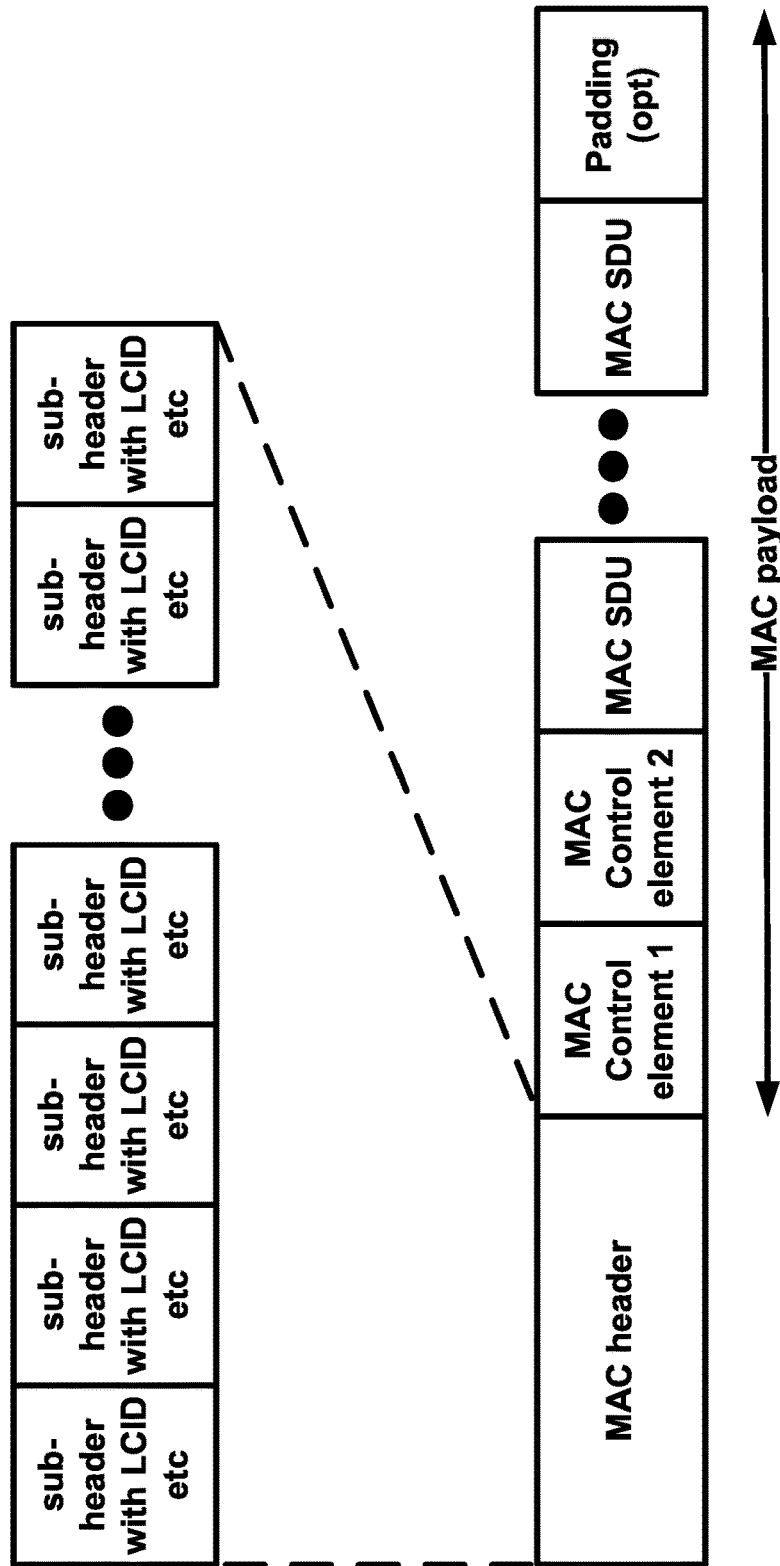 sub-
header
with LCID
etc
sub-
header
with LCID
etc
sub-
header
with LCID
etc
sub-
header
with LCID
etc
sub-
header
with LCID
etc
sub-
header
with LCID
etc
MAC header
MAC
Control
element 1
MAC
Control
element 2
MAC SDU
MAC SDU
Padding
(opt)
MAC payload